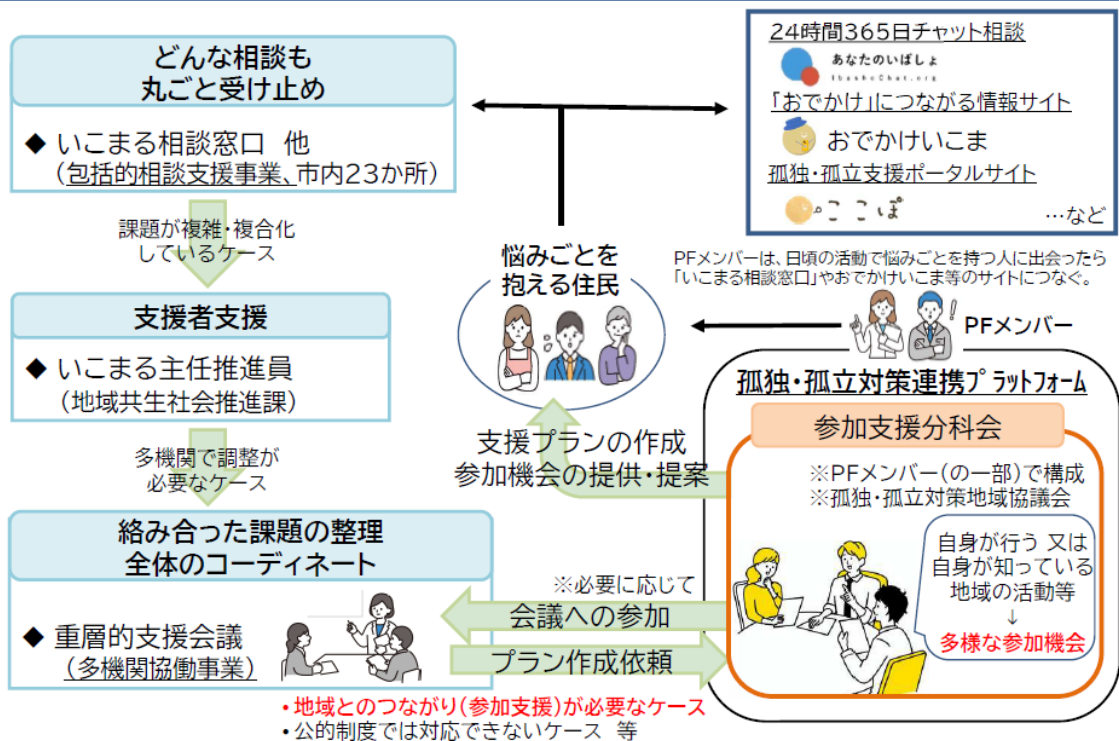 どんな相談も
丸ごと受け止め
◆ いこまる相談窓口 他
(包括的相談支援事業、市内23か所)
課題が複雑・複合化
しているケース
支援者支援
◆ いこまる主任推進員
(地域共生社会推進課)
多機関で調整が
必要なケース
絡み合った課題の整理
全体のコーディネート
◆ 重層的支援会議
(多機関協働事業)
24時間365日チャット相談
あなたのいばしょ
IbashoChat.org
「おでかけ」につながる情報サイト
おでかけいこま
孤独・孤立支援ポータルサイト
ここぽ
…など
悩みごとを
抱える住民
PFメンバーは、日頃の活動で悩みごとを持つ人に出会ったら
「いこまる相談窓口」やおでかけいこま等のサイトにつなぐ。
PFメンバー
孤独・孤立対策連携プラットフォーム
参加支援分科会
※PFメンバー(の一部)で構成
※孤独・孤立対策地域協議会
自身が行う 又は
自身が知っている
地域の活動等
↓
多様な参加機会
支援プランの作成
参加機会の提供・提案
※必要に応じて
会議への参加
プラン作成依頼
・地域とのつながり(参加支援)が必要なケース
・公的制度では対応できないケース 等